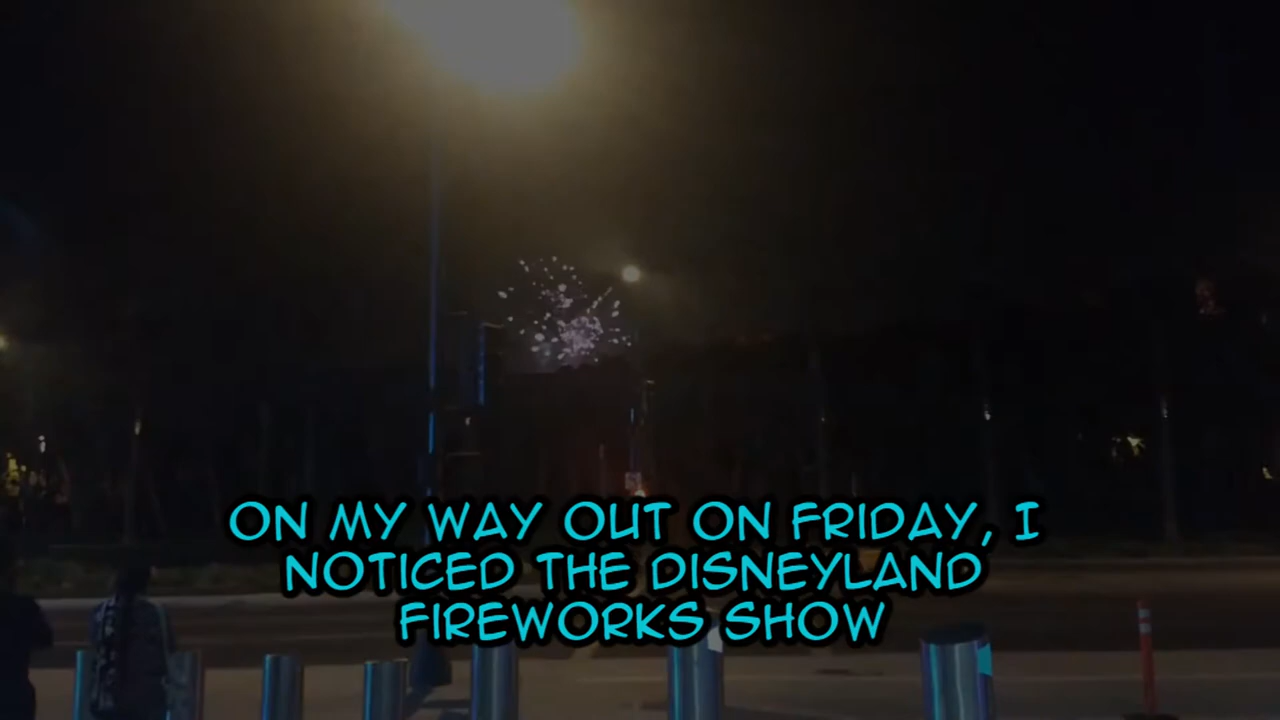 ON MY WAY OUT ON FRIDAY, I
NOTICED THE DISNEYLAND
FIREWORKS SHOW